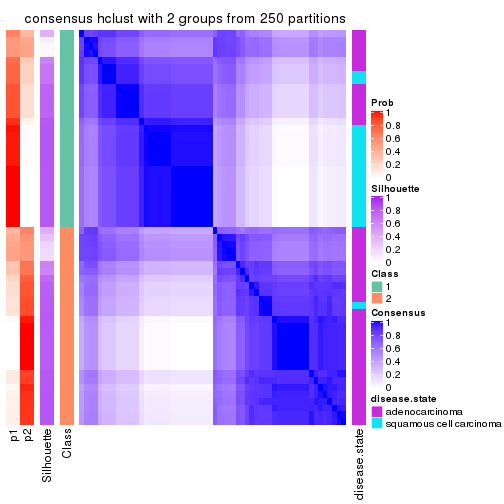 consensus hclust with 2 groups from 250 partitions
Prob
1
0.8
0.6
0.4
0.2
0
Silhouette
1
0.8
0.6
0.4
0.2
0
Class
1
2
Consensus
1
0.8
0.6
0.4
0.2
0
disease.state
adenocarcinoma
squamous cell carcinoma
p1
p2
Silhouette
Class
disease.state